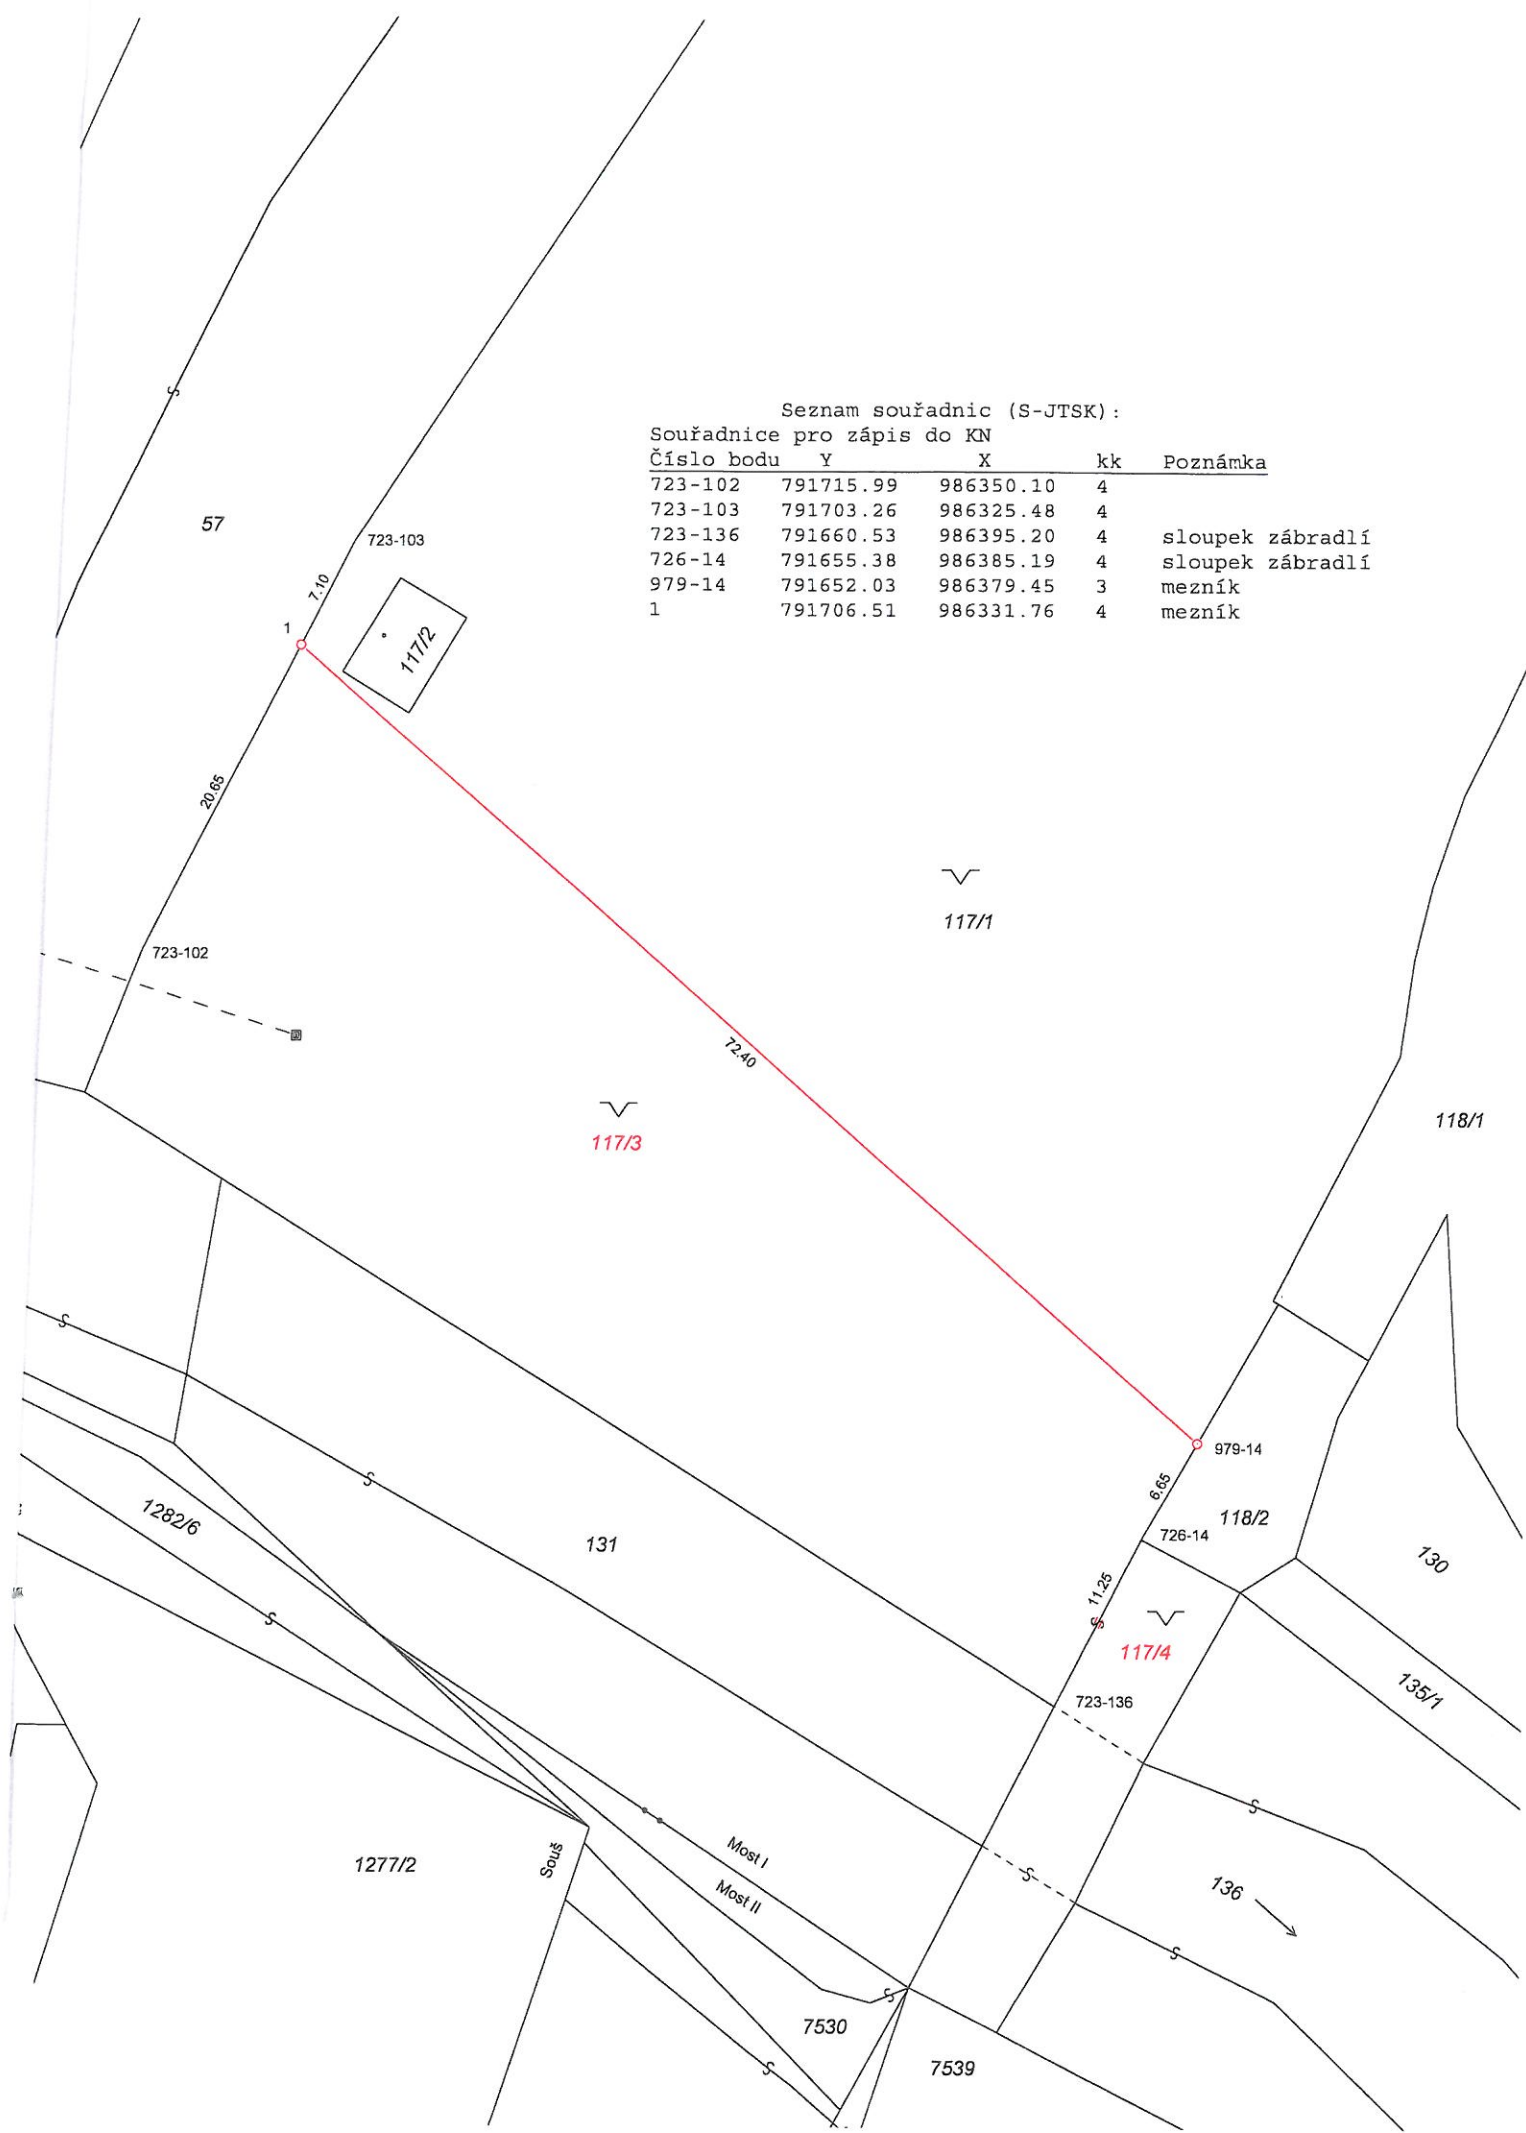 Seznam souřadnic (S-JTSK):
Souřadnice pro zápis do KN
Číslo bodu Y X kk Poznámka
723-102 791715.99 986350.10 4
723-103 791703.26 986325.48 4
723-136 791660.53 986395.20 4 sloupek zábradlí
726-14 791655.38 986385.19 4 sloupek zábradlí
979-14 791652.03 986379.45 3 mezník
1 791706.51 986331.76 4 mezník
57
723-103
7.10
1
117/2
20.65
117/1
723-102
72.40
118/1
117/3
979-14
6.65
118/2
1282/6
726-14
131
130
11.25
117/4
135/1
723-136
Most I
Souš
1277/2
Most II
136
7530
7539